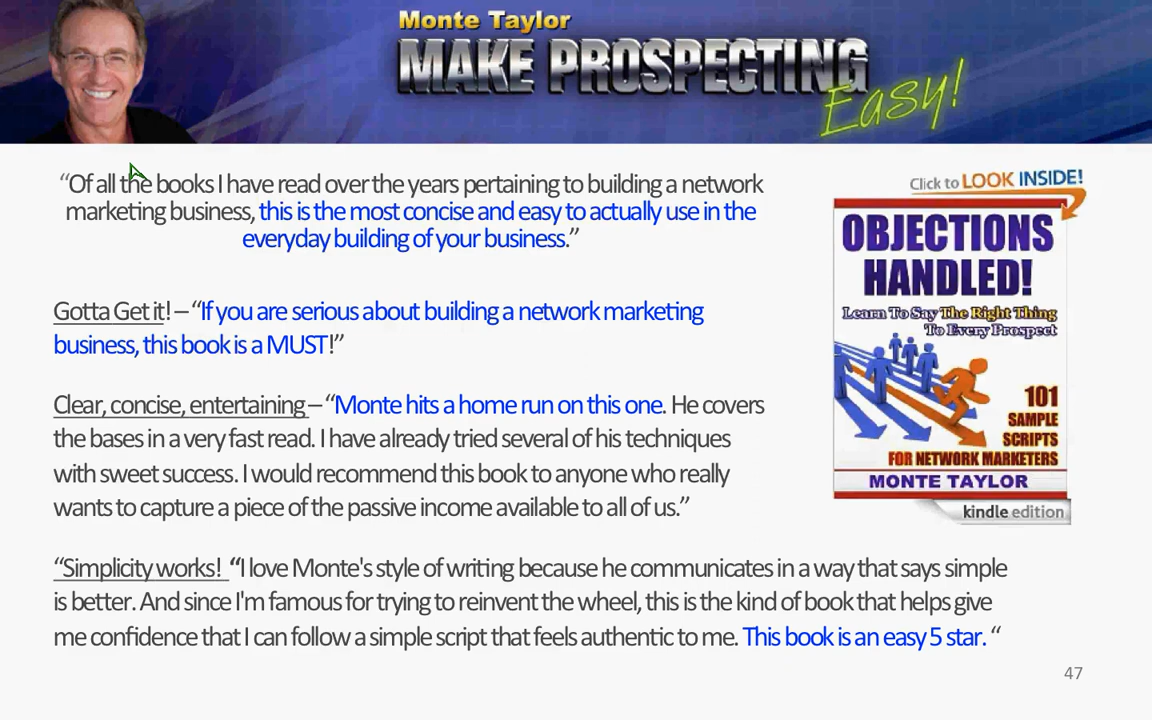 Monte Taylor
MAKE PROSPECTING
Easy!
“Of all the books I have read over the years pertaining to building a network
marketing business, this is the most concise and easy to actually use in the
everyday building of your business.”
Gotta Get it! – “If you are serious about building a network marketing
business, this book is a MUST!”
Clear, concise, entertaining – “Monte hits a home run on this one. He covers
the bases in a very fast read. I have already tried several of his techniques
with sweet success. I would recommend this book to anyone who really
wants to capture a piece of the passive income available to all of us.”
“Simplicity works! “I love Monte's style of writing because he communicates in a way that says simple
is better. And since I'm famous for trying to reinvent the wheel, this is the kind of book that helps give
me confidence that I can follow a simple script that feels authentic to me. This book is an easy 5 star. “
Click to LOOK INSIDE!
OBJECTIONS
HANDLED!
Learn To Say The Right Thing
To Every Prospect
101
SAMPLE
SCRIPTS
FOR NETWORK MARKETERS
MONTE TAYLOR
kindle edition
47